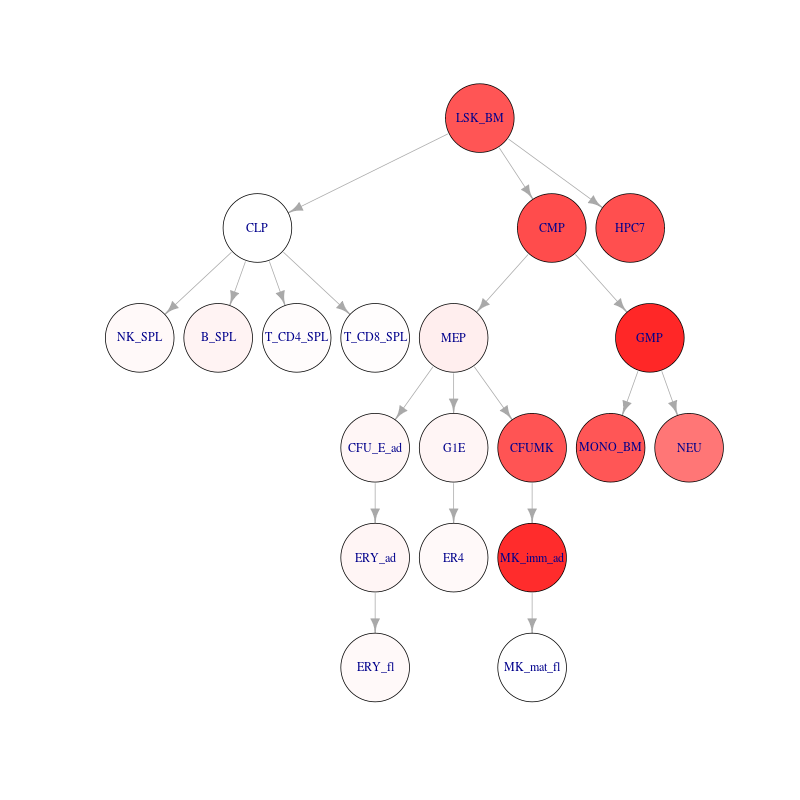 LSK_BM
CLP
CMP
HPC7
NK_SPL
B_SPL
T_CD4_SPL
T_CD8_SPL
MEP
GMP
CFU_E_ad
G1E
CFUMK
MONO_BM
NEU
ERY_ad
ER4
MK_imm_ad
ERY_fl
MK_mat_fl